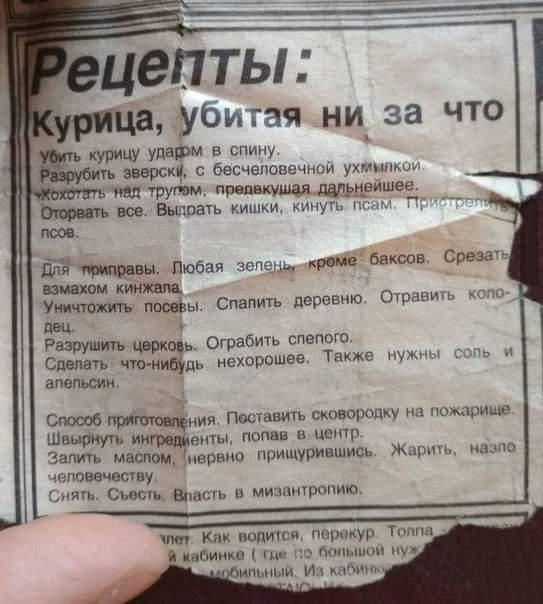 Рецепты:
Курица, убитая ни за что
Убить курицу ударом в спину.
Разрубить зверски, с бесчеловечной ухмылкой.
Хохотать над трупом, предвкушая дальнейшее.
Оторвать все. Выдрать кишки, кинуть псам. Пристрелить
псов.
Для приправы. Любая зелень, кроме баксов. Срезать
взмахом кинжала.
Уничтожить посевы. Спалить деревню. Отравить коло-
дец.
Разрушить церковь. Ограбить слепого.
Сделать что-нибудь нехорошее. Также нужны соль и
апельсин.
Способ приготовления. Поставить сковородку на пожарище.
Швырнуть ингредиенты, попав в центр.
Залить маслом, нервно прищурившись. Жарить, назло
человечеству.
Снять. Съесть. Впасть в мизантропию.
Как водится, перекур. Толпа
кабинке ( где по большой
Из